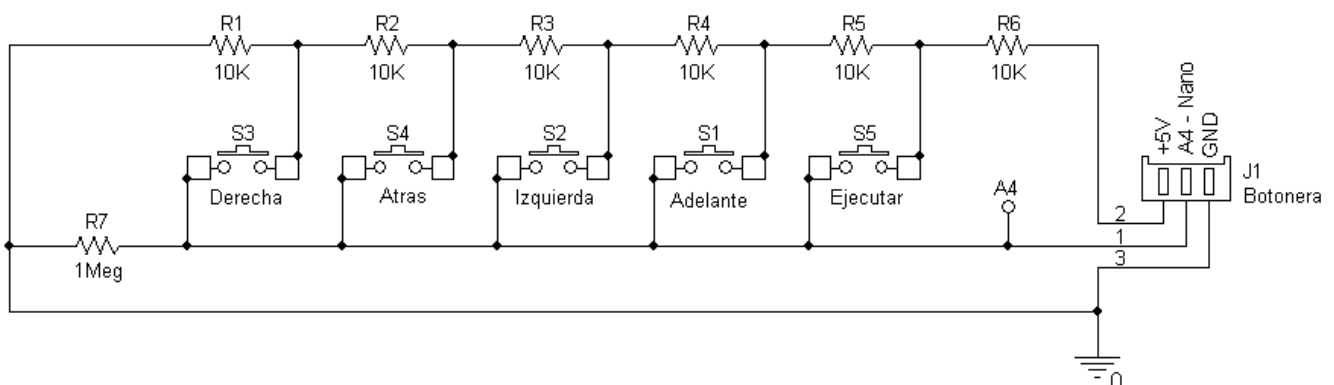 R1 R2 R3 R4 R5 R6
10K 10K 10K 10K 10K 10K
+5V
A4 - Nano
GND
S3 S4 S2 S1 S5
Derecha Atras Izquierda Adelante Ejecutar
A4
J1
Botonera
R7
1Meg
2
1
3
0